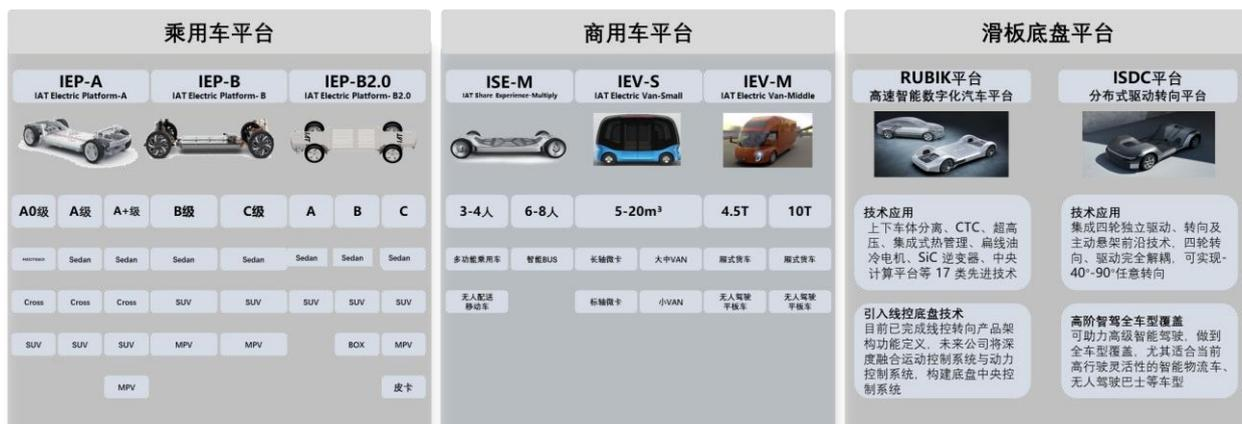 乘用车平台
IEP-A
IAT Electric Platform-A
IEP-B
IAT Electric Platform- B
IEP-B2.0
IAT Electric Platform- B2.0
A0级
A级
A+级
B级
C级
A
B
C
Sedan
Sedan
Sedan
Sedan
Sedan
Sedan
Sedan
Cross
Cross
Cross
SUV
SUV
SUV
SUV
SUV
SUV
SUV
SUV
MPV
MPV
BOX
MPV
MPV
皮卡
商用车平台
ISE-M
IAT Share Experience-Multiply
IEV-S
IAT Electric Van-Small
IEV-M
IAT Electric Van-Middle
3-4人
6-8人
5-20m³
4.5T
10T
多功能乘用车
智能BUS
长轴微卡
大中VAN
厢式货车
厢式货车
无人配送
移动车
标轴微卡
小VAN
无人驾驶
平板车
无人驾驶
平板车
滑板底盘平台
RUBIK平台
高速智能数字化汽车平台
技术应用
上下车体分离、CTC、超高
压、集成式热管理、扁线油
冷电机、SiC 逆变器、中央
计算平台等 17 类先进技术
引入线控底盘技术
目前已完成线控转向产品架
构功能定义，未来公司将深
度融合运动控制系统与动力
控制系统，构建底盘中央控
制系统
ISDC平台
分布式驱动转向平台
技术应用
集成四轮独立驱动、转向及
主动悬架前沿技术，四轮转
向、驱动完全解耦，可实现-
40°-90°任意转向
高阶智驾全车型覆盖
可助力高级智能驾驶，做到
全车型覆盖，尤其适合当前
高行驶灵活性的智能物流车、
无人驾驶巴士等车型